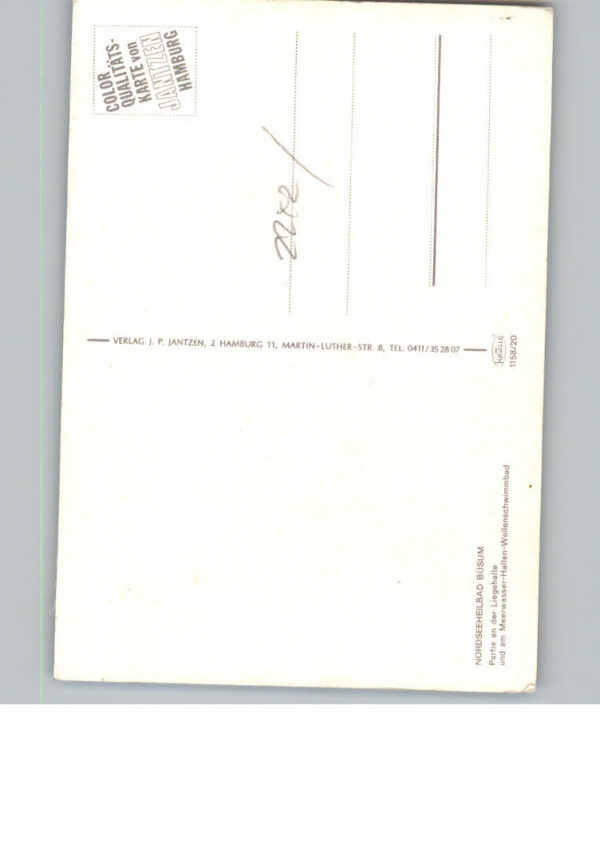 COLOR
QUALITÄTS-
KARTE von
JANTZEN
HAMBURG
VERLAG J. P. JANTZEN, 2 HAMBURG 11, MARTIN-LUTHER-STR. 8, TEL. 0411/35 28 07
KRÜGER
1158/20
NORDSEEHEILBAD BÜSUM
Partie an der Liegehalle
und am Meerwasser-Hallen-Wellenschwimmbad